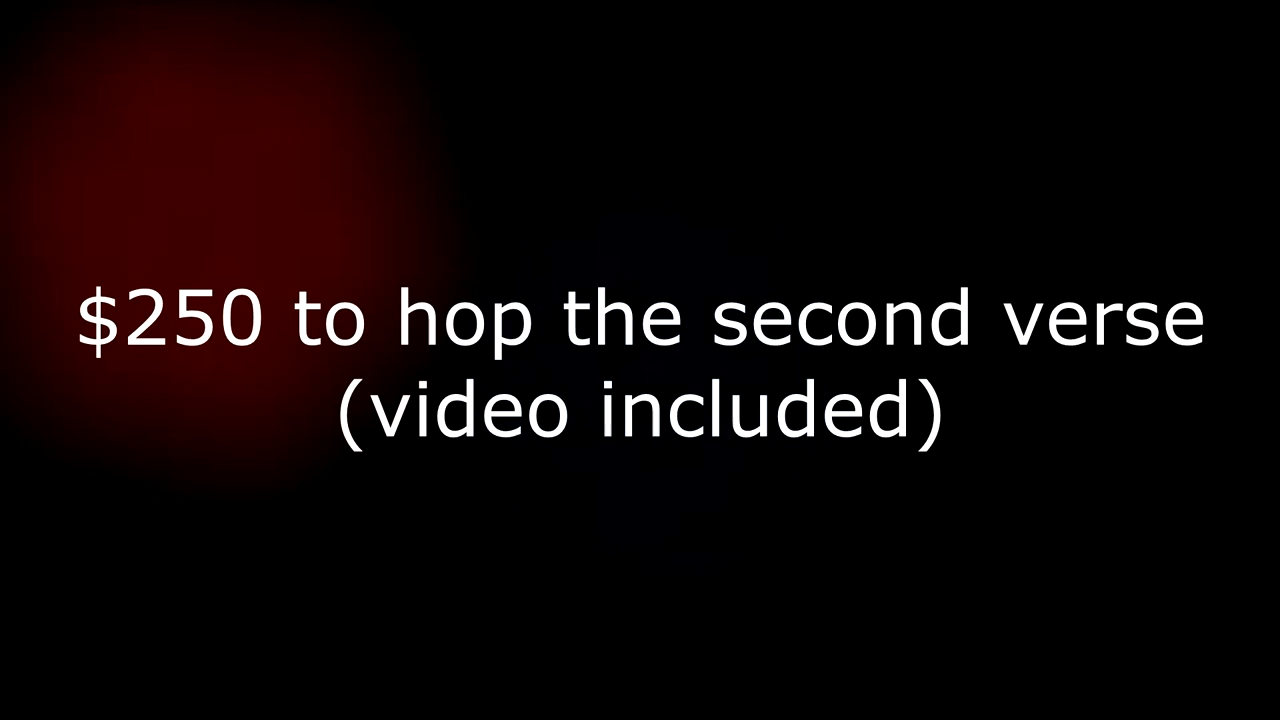 $250 to hop the second verse
(video included)